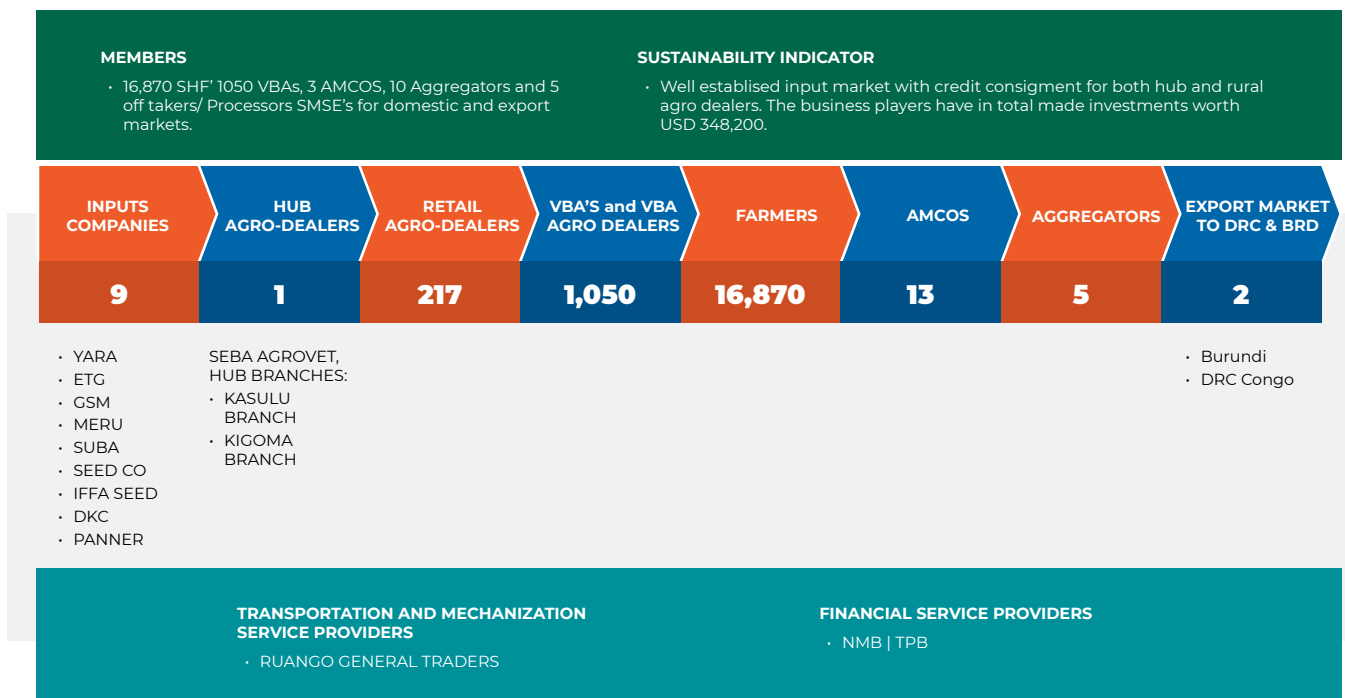 MEMBERS
• 16,870 SHF’ 1050 VBAs, 3 AMCOS, 10 Aggregators and 5
off takers/ Processors SMSE’s for domestic and export
markets.
SUSTAINABILITY INDICATOR
• Well establised input market with credit consigment for both hub and rural
agro dealers. The business players have in total made investments worth
USD 348,200.
INPUTS
COMPANIES
HUB
AGRO-DEALERS
RETAIL
AGRO-DEALERS
VBA’S and VBA
AGRO DEALERS
FARMERS
AMCOS
AGGREGATORS
EXPORT MARKET
TO DRC & BRD
9
1
217
1,050
16,870
13
5
2
• YARA
• ETG
• GSM
• MERU
• SUBA
• SEED CO
• IFFA SEED
• DKC
• PANNER
SEBA AGROVET,
HUB BRANCHES:
• KASULU
BRANCH
• KIGOMA
BRANCH
• Burundi
• DRC Congo
TRANSPORTATION AND MECHANIZATION
SERVICE PROVIDERS
• RUANGO GENERAL TRADERS
FINANCIAL SERVICE PROVIDERS
• NMB | TPB